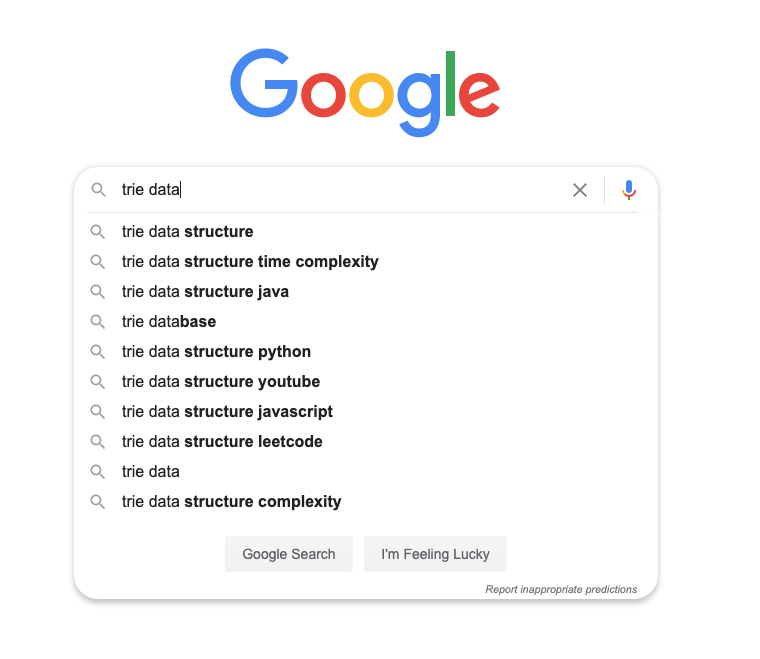 Google
trie data
trie data structure
trie data structure time complexity
trie data structure java
trie database
trie data structure python
trie data structure youtube
trie data structure javascript
trie data structure leetcode
trie data
trie data structure complexity
Google Search I'm Feeling Lucky
Report inappropriate predictions